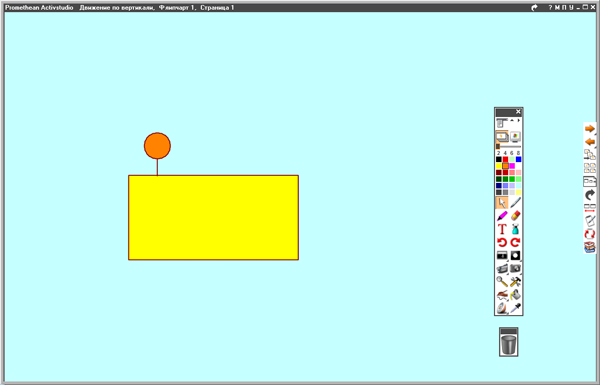 Promethean Activstudio Движение по вертикали, Флипчарт 1, Страница 1
? М П У
2 4 6 8
T